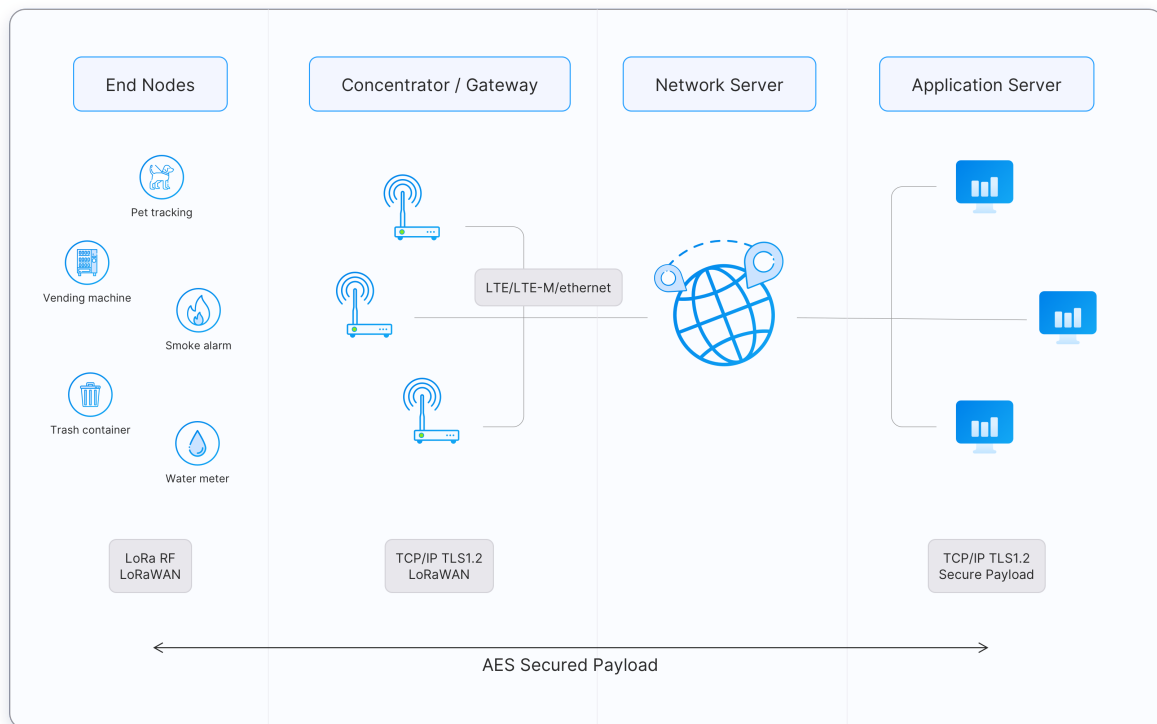 End Nodes
Concentrator / Gateway
Network Server
Application Server
Pet tracking
Vending machine
Smoke alarm
Trash container
Water meter
LTE/LTE-M/ethernet
LoRa RF
LoRaWAN
TCP/IP TLS1.2
LoRaWAN
TCP/IP TLS1.2
Secure Payload
AES Secured Payload